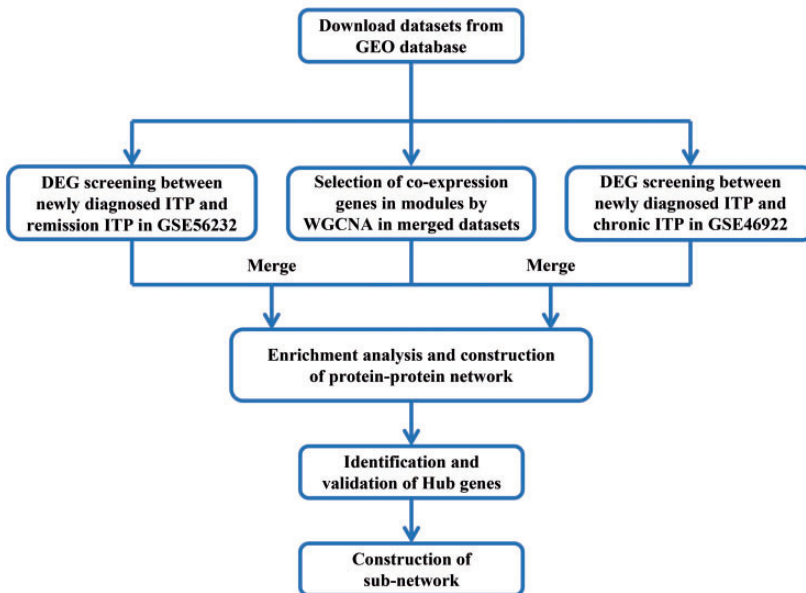 Download datasets from
GEO database
DEG screening between
newly diagnosed ITP and
remission ITP in GSE56232
Selection of co-expression
genes in modules by
WGCNA in merged datasets
DEG screening between
newly diagnosed ITP and
chronic ITP in GSE46922
Merge
Merge
Enrichment analysis and construction
of protein-protein network
Identification and
validation of Hub genes
Construction of
sub-network